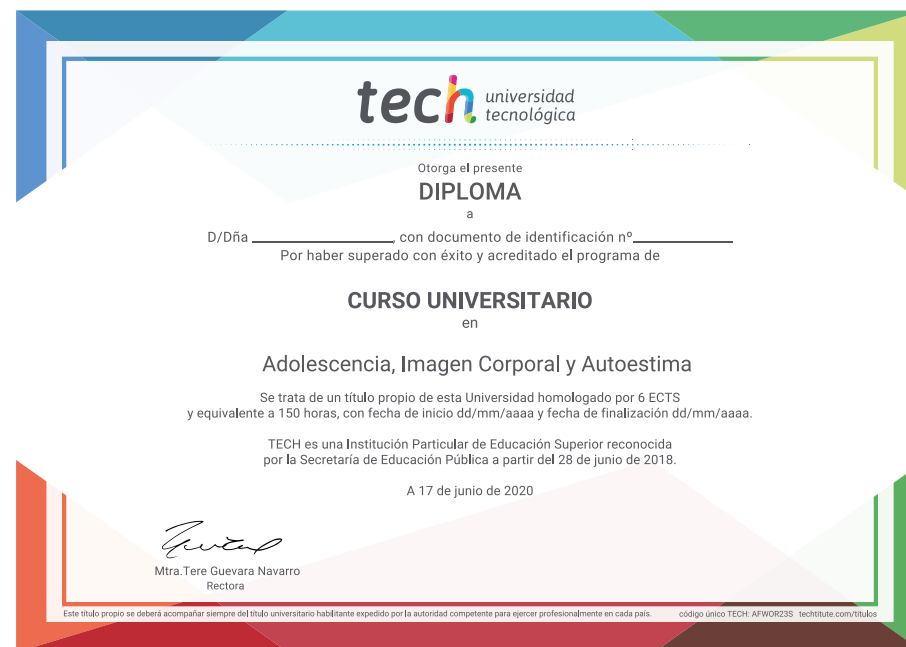 tech universidad
tecnológica
Otorga el presente
DIPLOMA
a
D/Dña ____________________, con documento de identificación nº______________
Por haber superado con éxito y acreditado el programa de
CURSO UNIVERSITARIO
en
Adolescencia, Imagen Corporal y Autoestima
Se trata de un título propio de esta Universidad homologado por 6 ECTS
y equivalente a 150 horas, con fecha de inicio dd/mm/aaaa y fecha de finalización dd/mm/aaaa.
TECH es una Institución Particular de Educación Superior reconocida
por la Secretaría de Educación Pública a partir del 28 de junio de 2018.
A 17 de junio de 2020
Mtra.Tere Guevara Navarro
Rectora
Este título propio se deberá acompañar siempre del título universitario habilitante expedido por la autoridad competente para ejercer profesionalmente en cada país. código único TECH: AFWOR23S techtitute.com/titulos